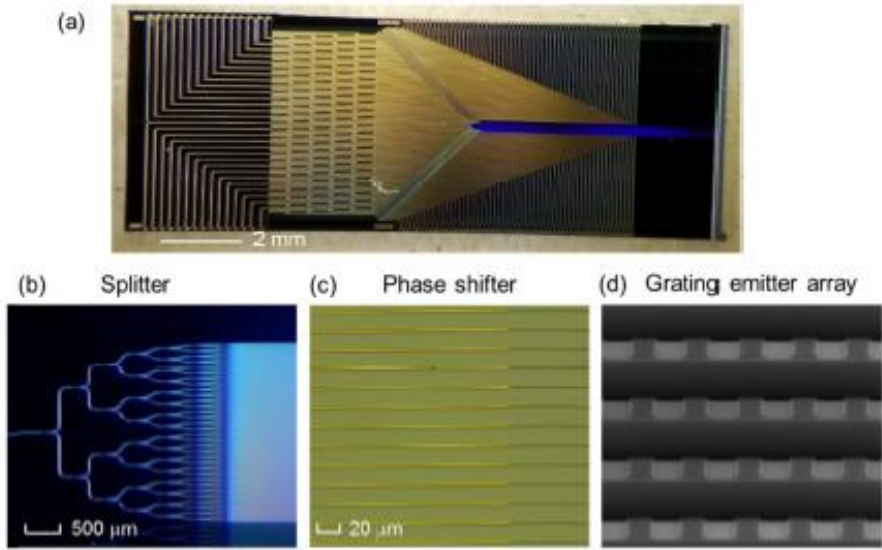 (a)
2 mm
(b) Splitter
(c) Phase shifter
(d) Grating emitter array
500 μm
20 μm